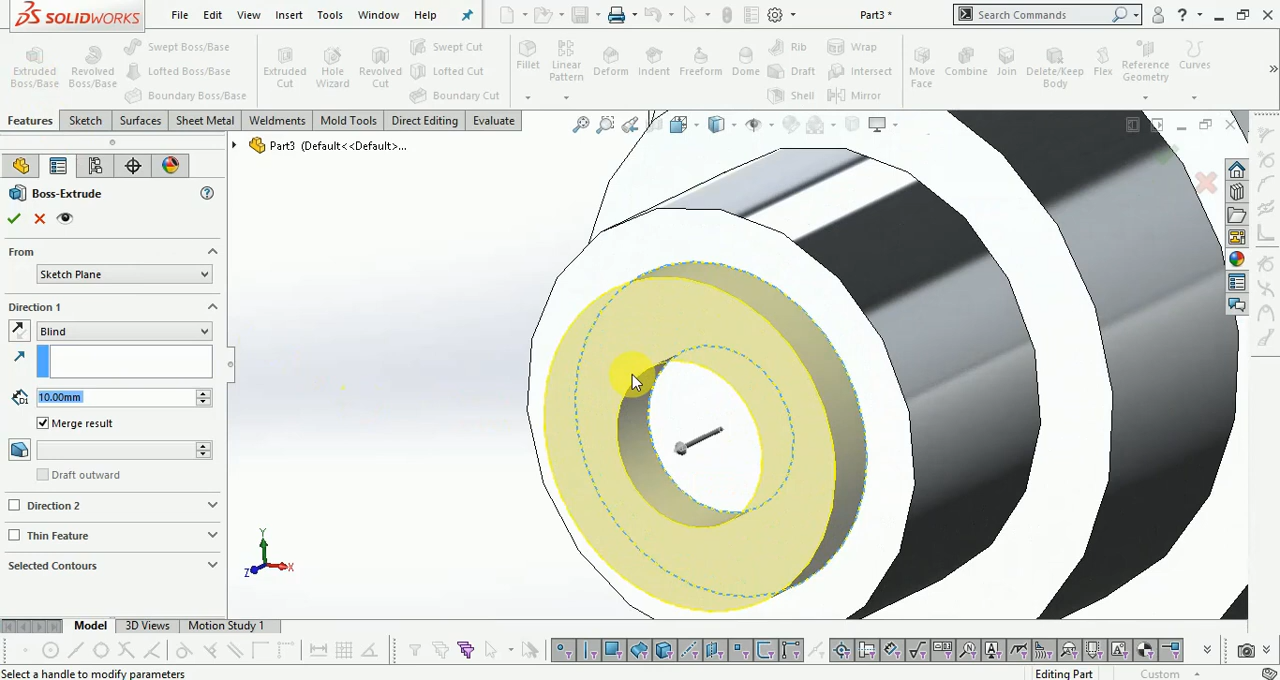 SOLIDWORKS File Edit View Insert Tools Window Help Part3 * Search Commands ?
Extruded Boss/Base
Revolved Boss/Base
Swept Boss/Base
Lofted Boss/Base
Boundary Boss/Base
Extruded Cut
Hole Wizard
Revolved Cut
Swept Cut
Lofted Cut
Boundary Cut
Fillet
Linear Pattern
Deform
Indent
Freeform
Dome
Rib
Draft
Shell
Wrap
Intersect
Mirror
Move Face
Combine
Join
Delete/Keep Body
Flex
Reference Geometry
Curves
Features Sketch Surfaces Sheet Metal Weldments Mold Tools Direct Editing Evaluate
Part3 (Default<<Default>...
Boss-Extrude
From
Sketch Plane
Direction 1
Blind
D1
10.00mm
Merge result
Draft outward
Direction 2
Thin Feature
Selected Contours
Y
Z X
Model 3D Views Motion Study 1
Select a handle to modify parameters Editing Part Custom